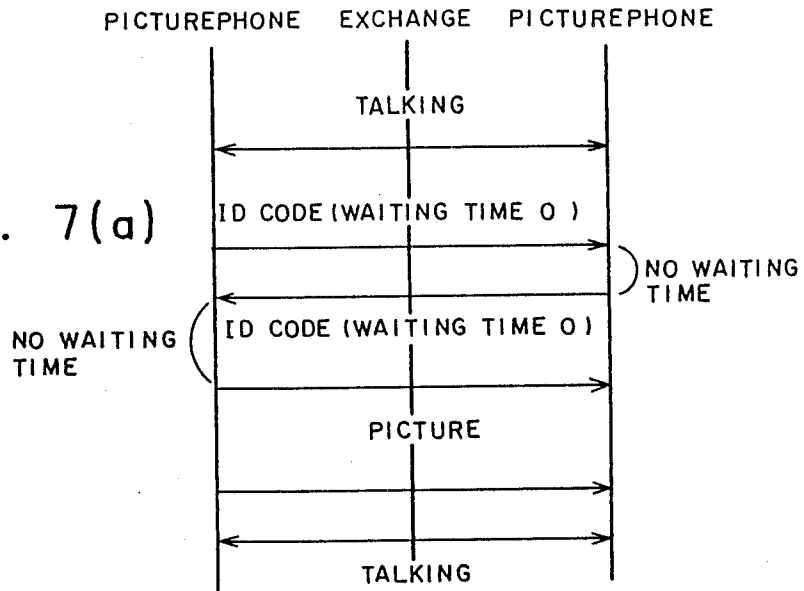 PICTUREPHONE EXCHANGE PICTUREPHONE
TALKING
. 7(a)
ID CODE (WAITING TIME 0)
NO WAITING
TIME
ID CODE (WAITING TIME 0)
NO WAITING
TIME
PICTURE
TALKING